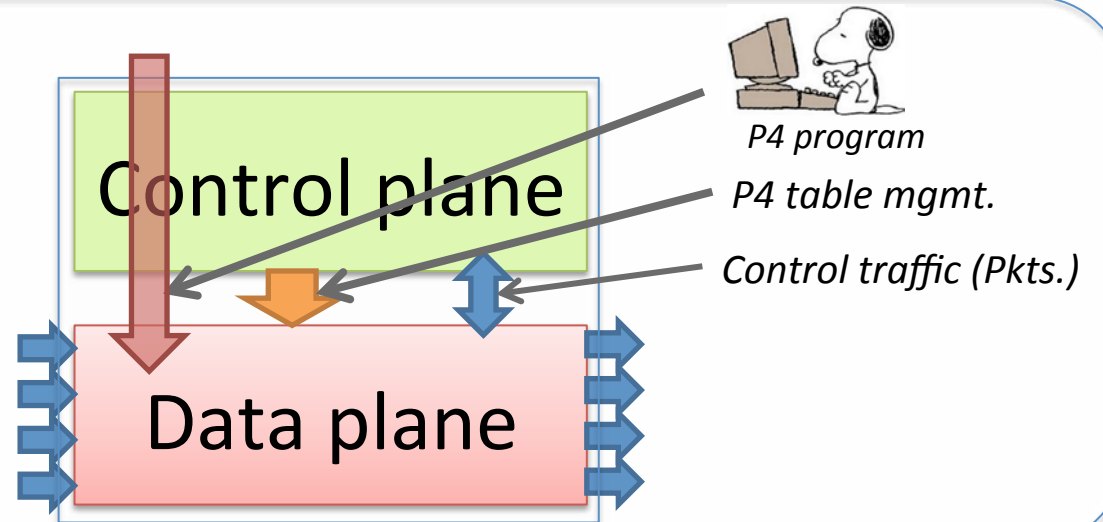 P4 program
Control plane
P4 table mgmt.
Control traffic (Pkts.)
Data plane